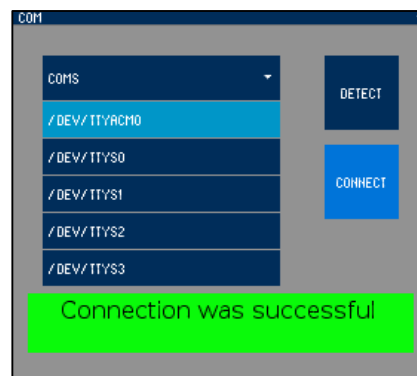 COM
COMS
DETECT
/DEV/TTYACM0
/DEV/TTYS0
CONNECT
/DEV/TTYS1
/DEV/TTYS2
/DEV/TTYS3
Connection was successful